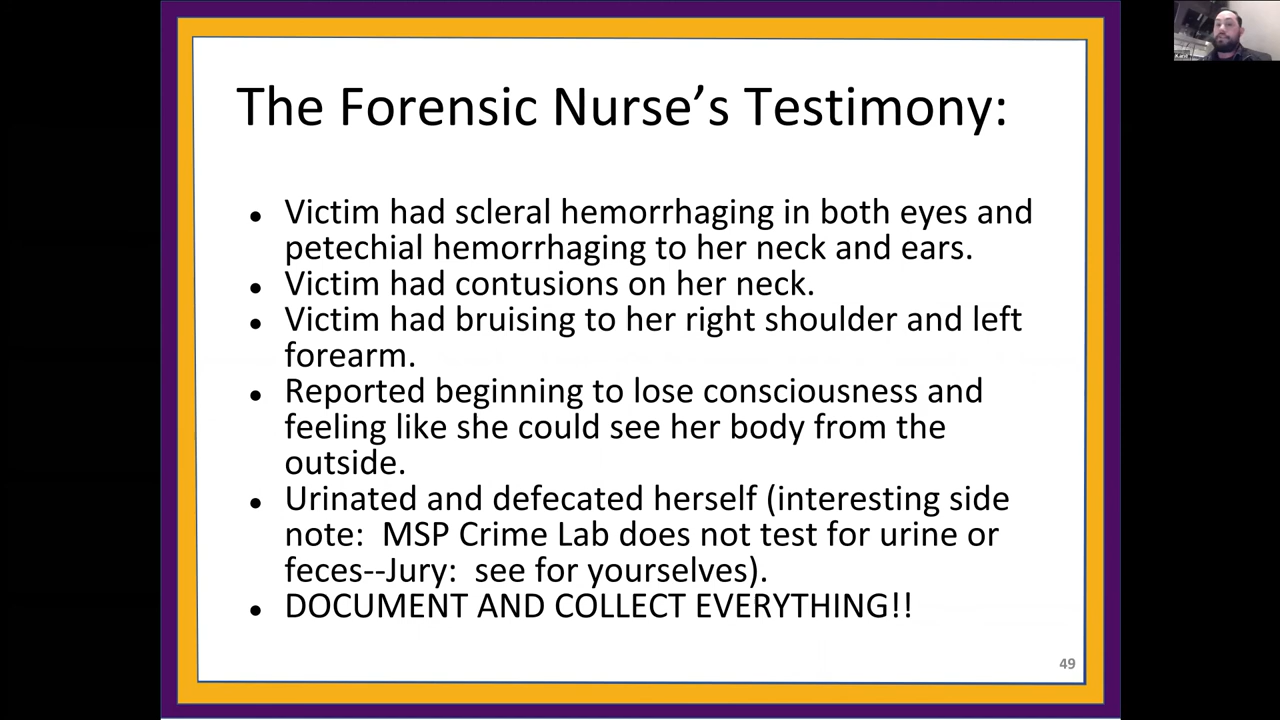 The Forensic Nurse's Testimony:
• Victim had scleral hemorrhaging in both eyes and
petechial hemorrhaging to her neck and ears.
• Victim had contusions on her neck.
• Victim had bruising to her right shoulder and left
forearm.
• Reported beginning to lose consciousness and
feeling like she could see her body from the
outside.
• Urinated and defecated herself (interesting side
note:  MSP Crime Lab does not test for urine or
feces--Jury:  see for yourselves).
• DOCUMENT AND COLLECT EVERYTHING!!
49